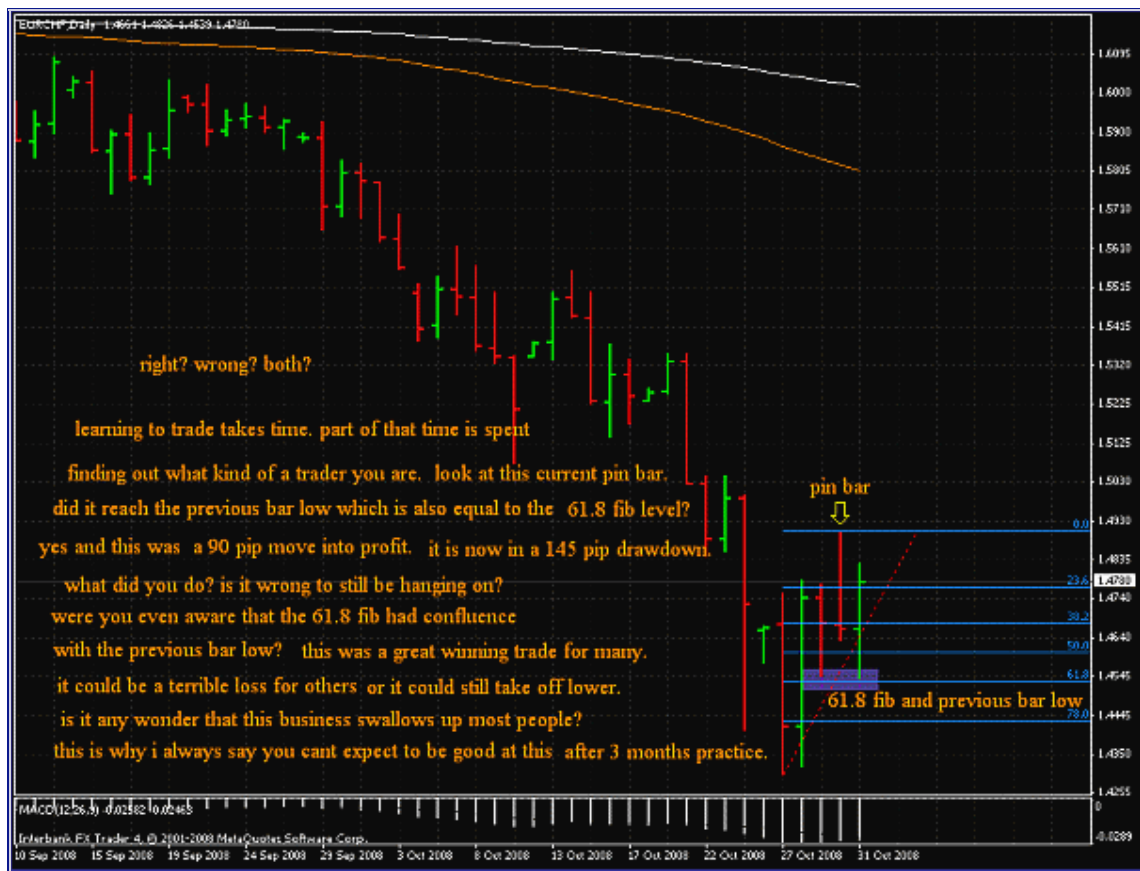 EURCHF,Daily 1.4661 1.4826 1.4539 1.4780
1.6095
1.6000
1.5900
1.5805
1.5710
1.5610
1.5515
1.5415
1.5320
1.5225
1.5125
1.5030
1.4930
1.4835
1.4780
1.4740
1.4640
1.4545
1.4445
1.4350
1.4255
right? wrong? both?
learning to trade takes time. part of that time is spent
finding out what kind of a trader you are. look at this current pin bar.
did it reach the previous bar low which is also equal to the 61.8 fib level?
yes and this was a 90 pip move into profit. it is now in a 145 pip drawdown.
what did you do? is it wrong to still be hanging on?
were you even aware that the 61.8 fib had confluence
with the previous bar low? this was a great winning trade for many.
it could be a terrible loss for others or it could still take off lower.
is it any wonder that this business swallows up most people?
this is why i always say you cant expect to be good at this after 3 months practice.
pin bar
0.0
23.6
38.2
50.0
61.8
61.8 fib and previous bar low
78.0
MACD(12,26,9) -0.02582 -0.02463
0
-0.0289
Interbank FX Trader 4, © 2001-2008 MetaQuotes Software Corp.
10 Sep 2008 15 Sep 2008 19 Sep 2008 24 Sep 2008 29 Sep 2008 3 Oct 2008 8 Oct 2008 13 Oct 2008 17 Oct 2008 22 Oct 2008 27 Oct 2008 31 Oct 2008